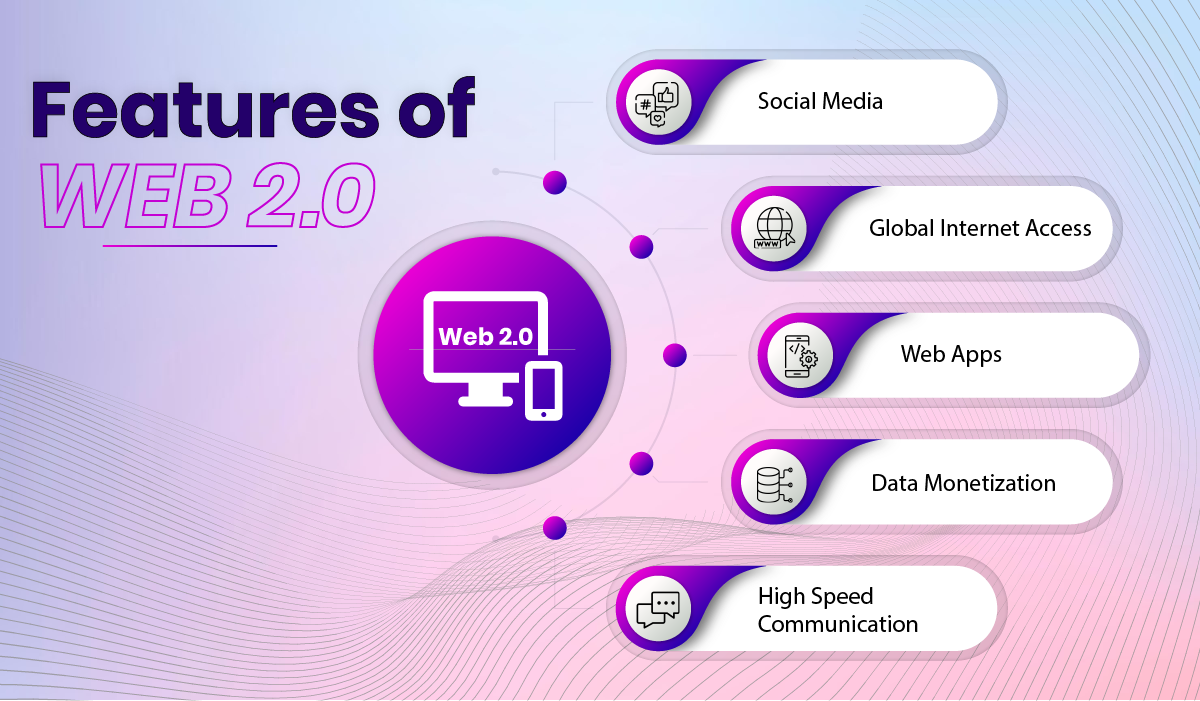 Features of
WEB 2.0
Web 2.0
Social Media
WWW
Global Internet Access
Web Apps
Data Monetization
High Speed
Communication